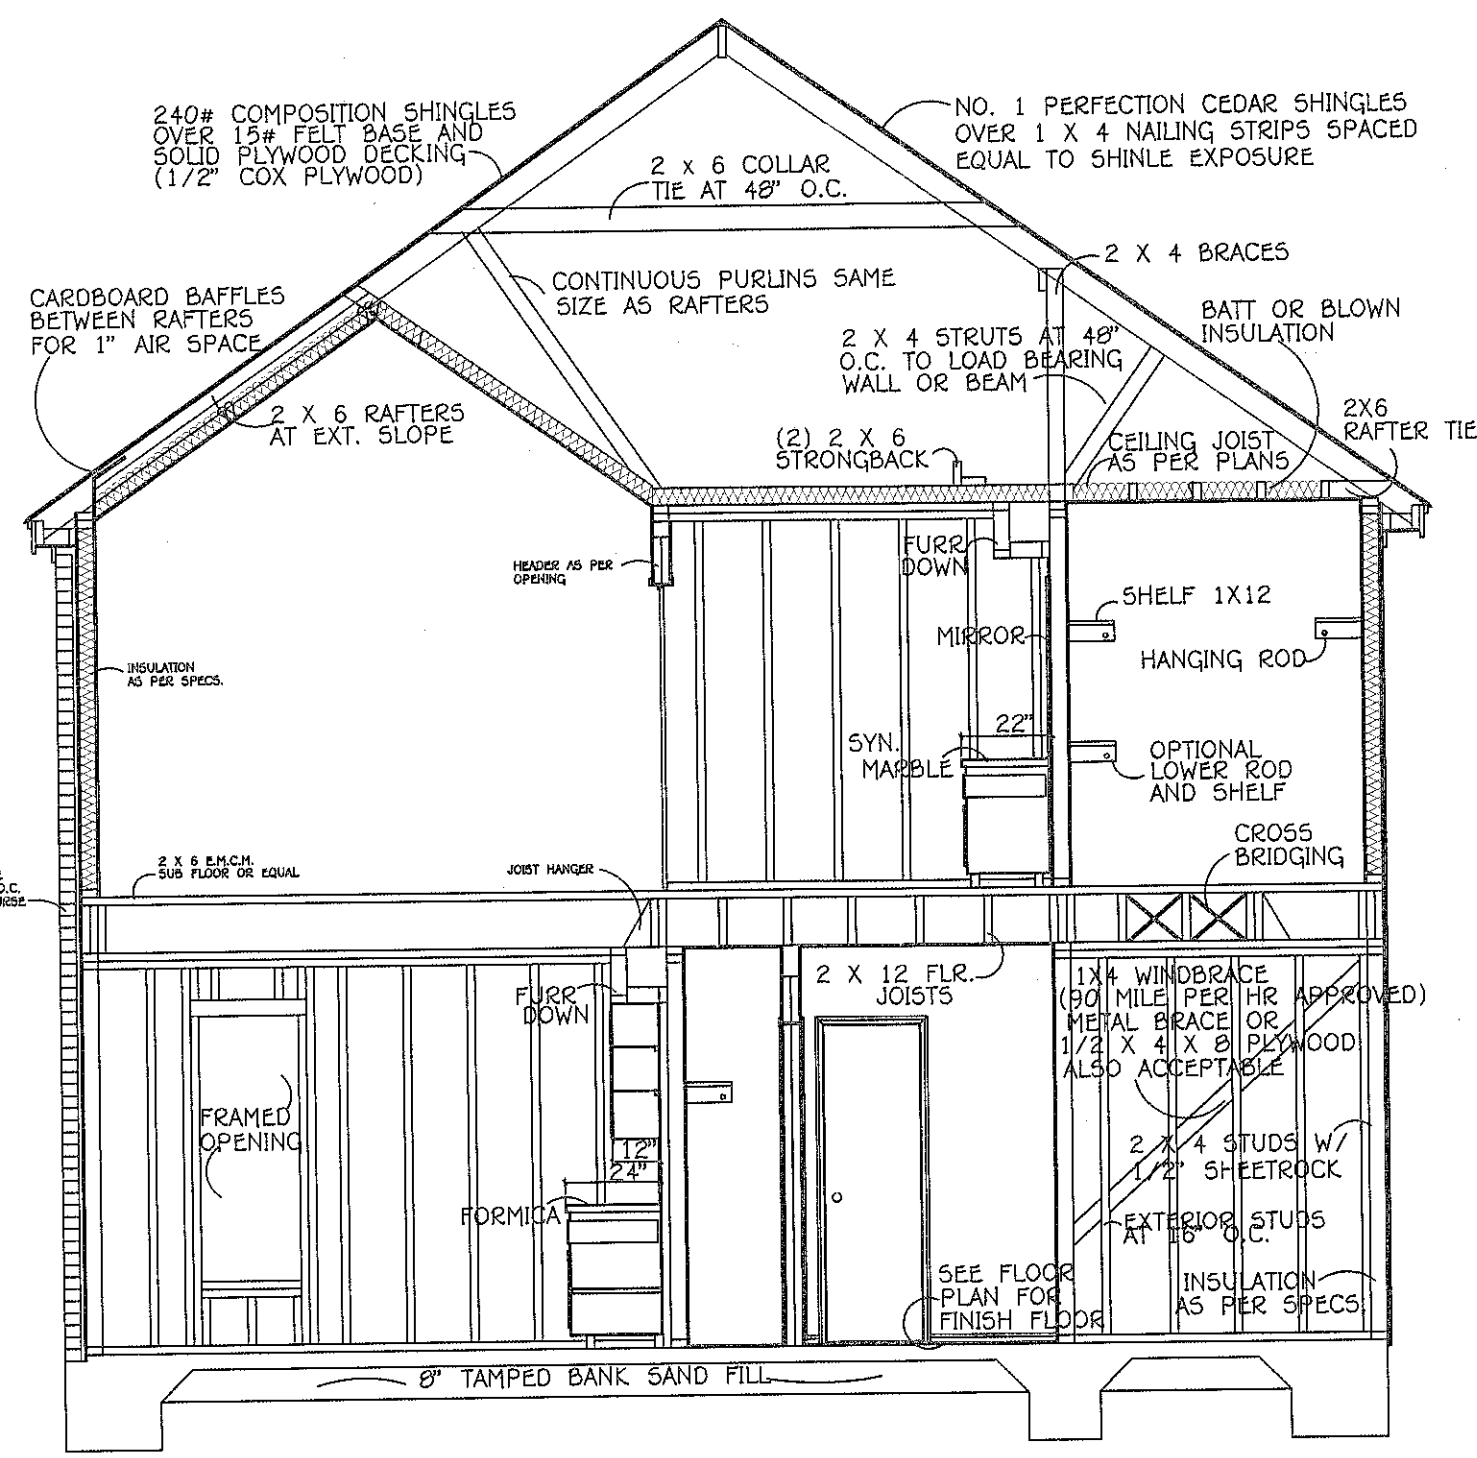 240# COMPOSITION SHINGLES
OVER 15# FELT BASE AND
SOLID PLYWOOD DECKING
(1/2" COX PLYWOOD)
NO. 1 PERFECTION CEDAR SHINGLES
OVER 1 X 4 NAILING STRIPS SPACED
EQUAL TO SHINLE EXPOSURE
2 X 6 COLLAR
TIE AT 48" O.C.
2 X 4 BRACES
CONTINUOUS PURLINS SAME
SIZE AS RAFTERS
CARDBOARD BAFFLES
BETWEEN RAFTERS
FOR 1" AIR SPACE
BATT OR BLOWN
INSULATION
2 X 4 STRUTS AT 48"
O.C. TO LOAD BEARING
WALL OR BEAM
2 X 6 RAFTERS
AT EXT. SLOPE
2X6
RAFTER TIE
(2) 2 X 6
STRONGBACK
CEILING JOIST
AS PER PLANS
HEADER AS PER
OPENING
FURR
DOWN
SHELF 1X12
MIRROR
HANGING ROD
INSULATION
AS PER SPECS.
22"
SYN.
MARBLE
OPTIONAL
LOWER ROD
AND SHELF
CROSS
BRIDGING
2 X 6 E.M.C.M.
SUB FLOOR OR EQUAL
JOIST HANGER
O.C.
2 X 12 FLR.
JOISTS
FURR
DOWN
1X4 WINDBRACE
(90 MILE PER HR APPROVED)
METAL BRACE OR
1/2 X 4 X 8 PLYWOOD
ALSO ACCEPTABLE
FRAMED
OPENING
12"
24"
2 X 4 STUDS W/
1/2" SHEETROCK
FORMICA
EXTERIOR STUDS
AT 16" O.C.
SEE FLOOR
PLAN FOR
FINISH FLOOR
INSULATION
AS PER SPECS
8" TAMPED BANK SAND FILL